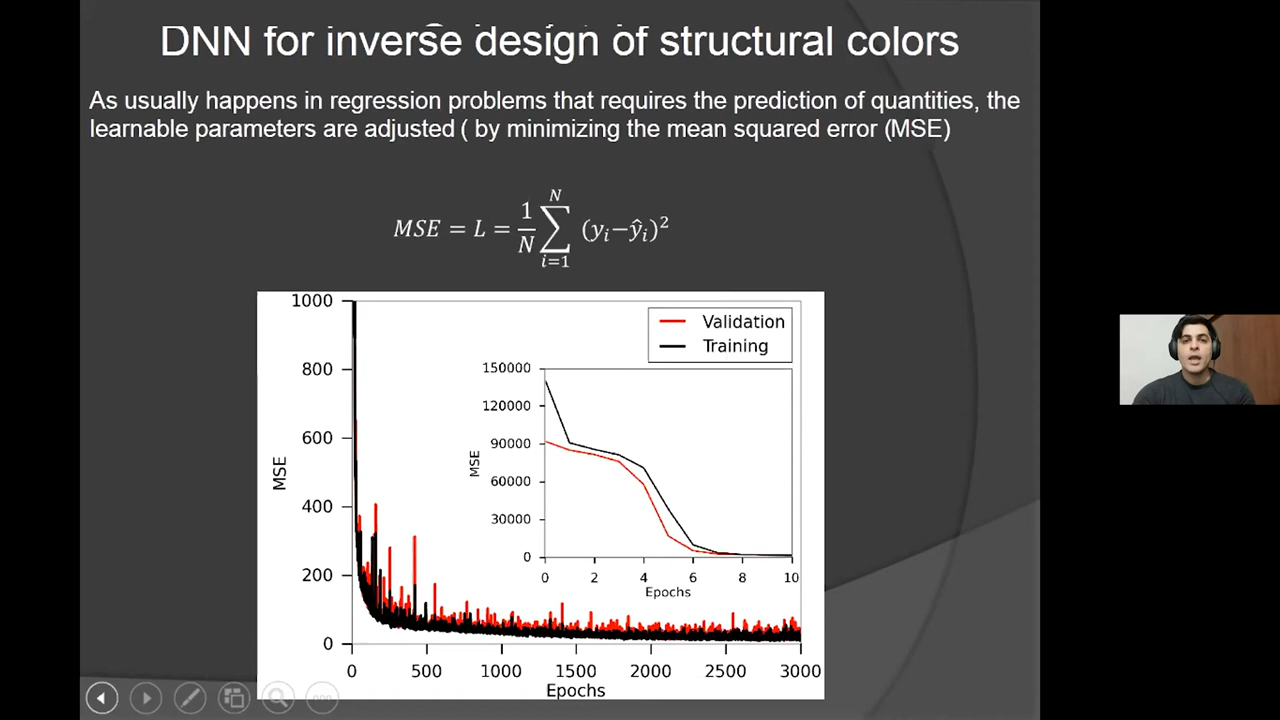 DNN for inverse design of structural colors
As usually happens in regression problems that requires the prediction of quantities, the
learnable parameters are adjusted ( by minimizing the mean squared error (MSE)
MSE = L = 1/N ∑_{i=1}^{N} (y_i−ŷ_i)²
1000
800
600
400
200
0
MSE
0 500 1000 1500 2000 2500 3000
Epochs
Validation
Training
150000
120000
90000
60000
30000
0
MSE
0 2 4 6 8 10
Epochs